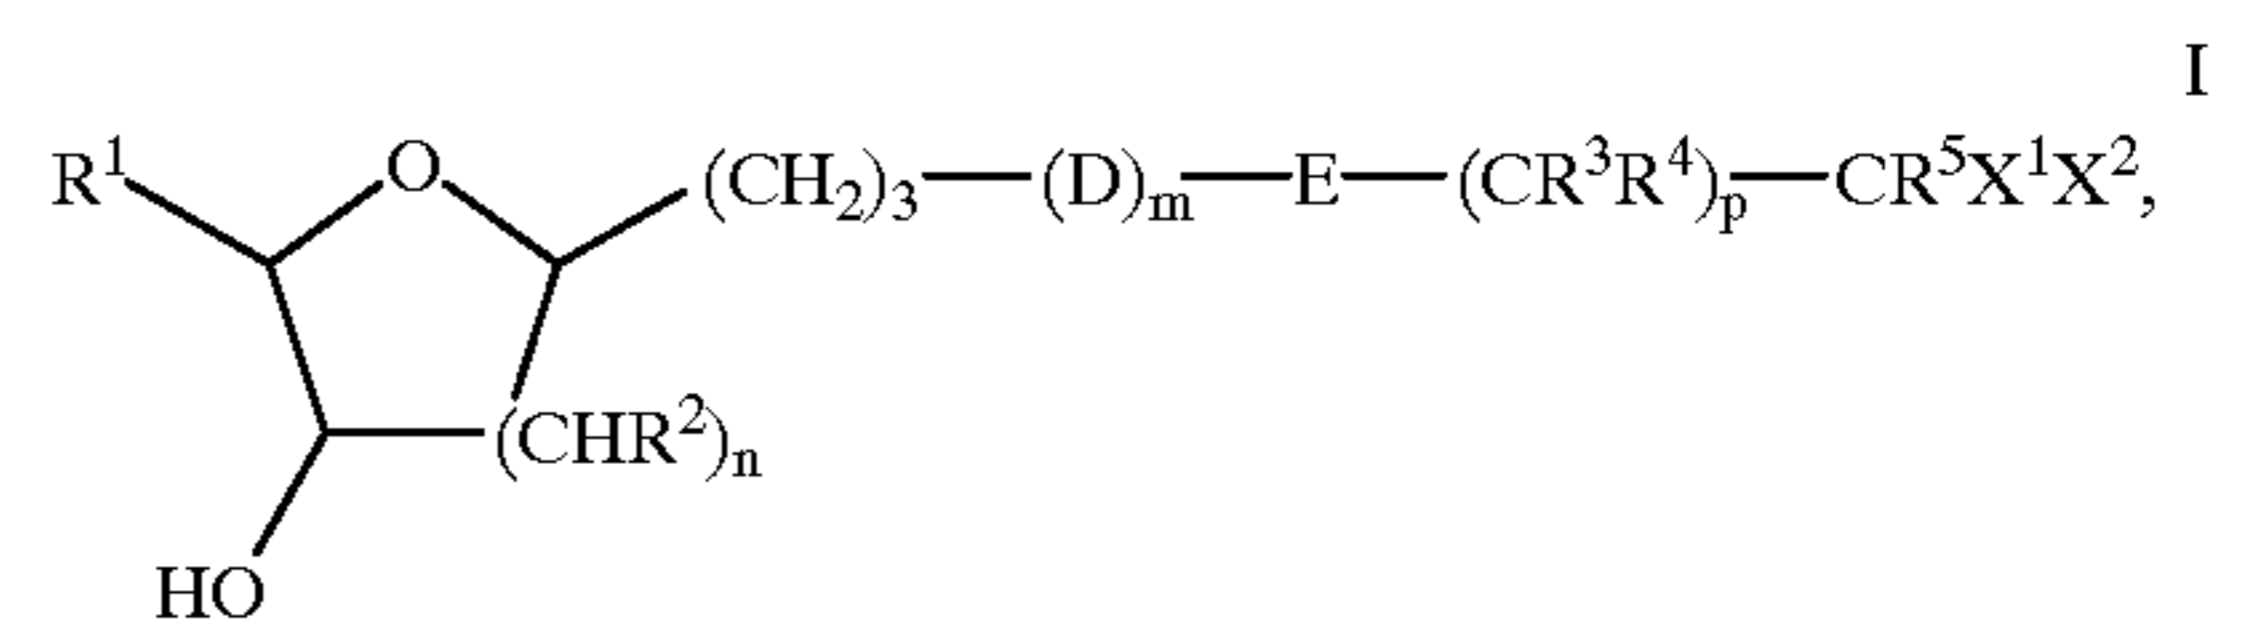 I
R¹ O (CH₂)₃—(D)ₘ—E—(CR³R⁴)ₚ—CR⁵X¹X²,
(CHR²)ₙ
HO